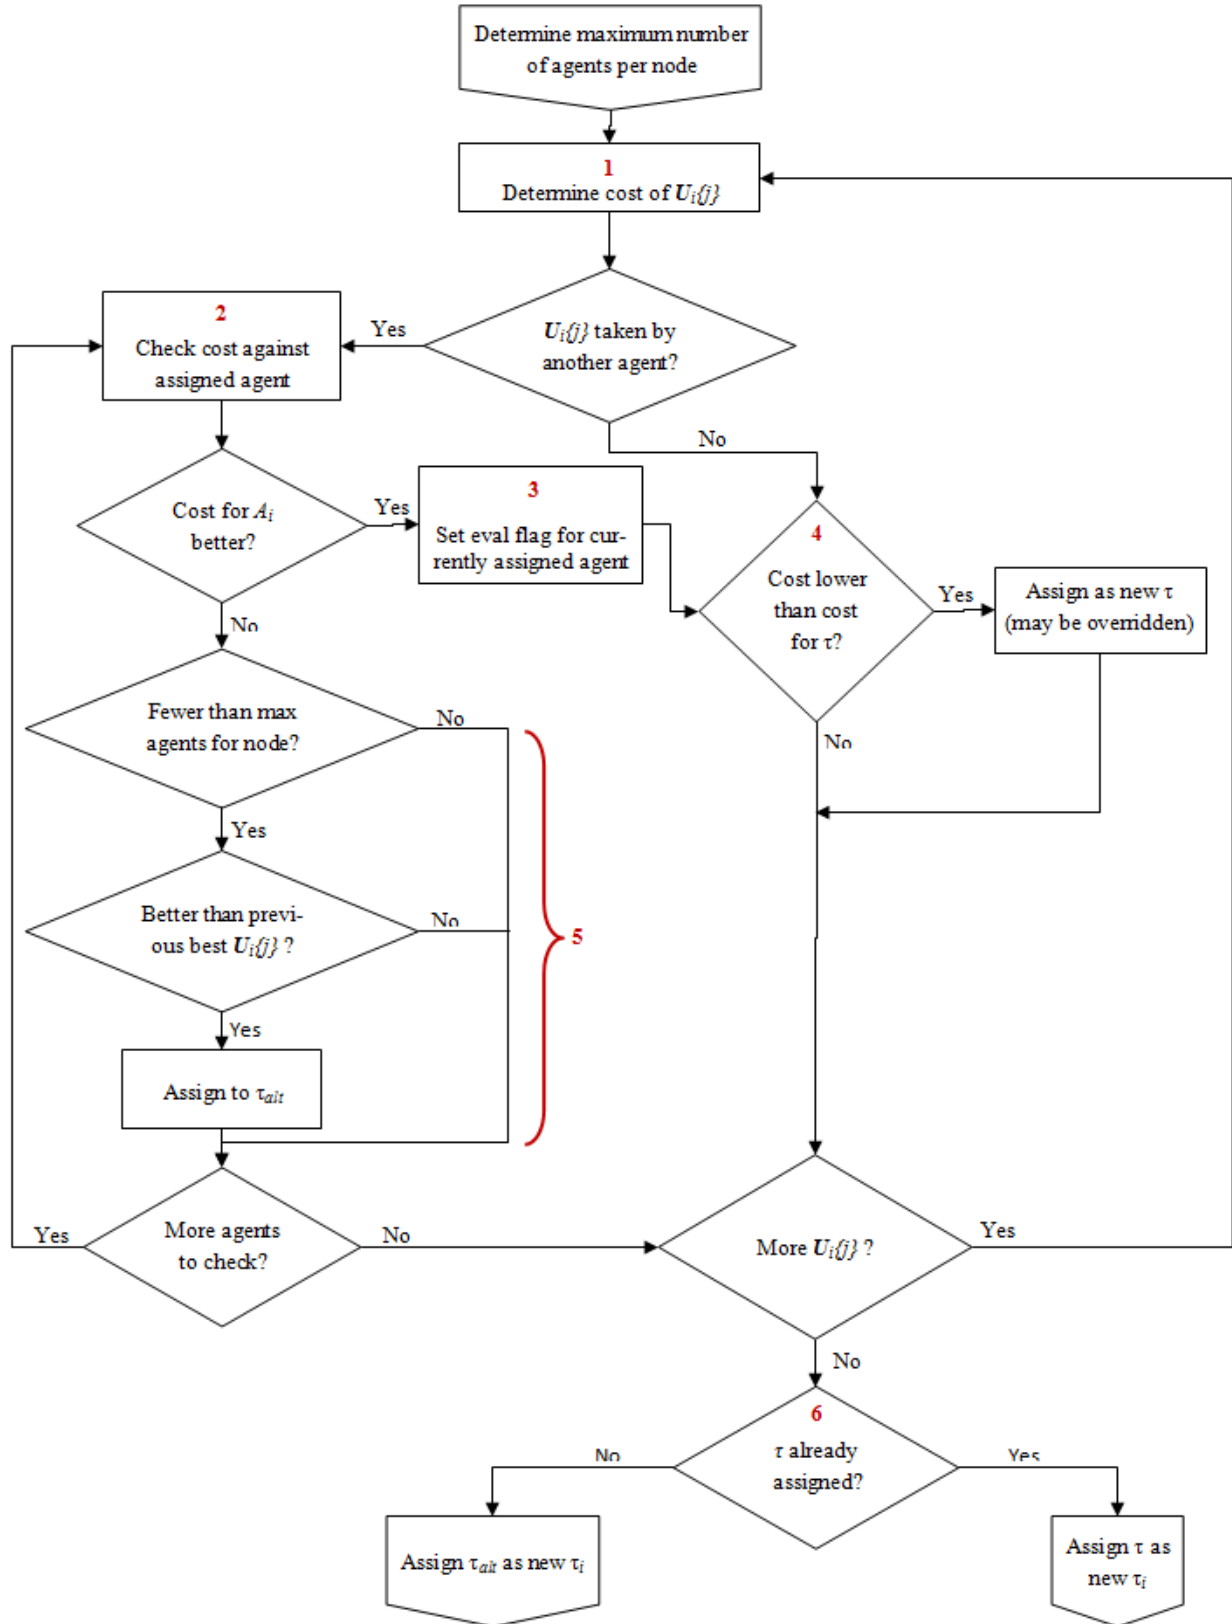 Determine maximum number
of agents per node
1
Determine cost of Uᵢ{j}
2
Check cost against
assigned agent
Yes
Uᵢ{j} taken by
another agent?
No
Cost for Aᵢ
better?
Yes
3
Set eval flag for cur-
rently assigned agent
4
Cost lower
than cost
for τ?
Yes
Assign as new τ
(may be overridden)
No
No
Fewer than max
agents for node?
No
Yes
Better than previ-
ous best Uᵢ{j} ?
No
5
Yes
Assign to τalt
Yes
More agents
to check?
No
More Uᵢ{j} ?
Yes
No
6
τ already
assigned?
No
Yes
Assign τalt as new τᵢ
Assign τ as
new τᵢ